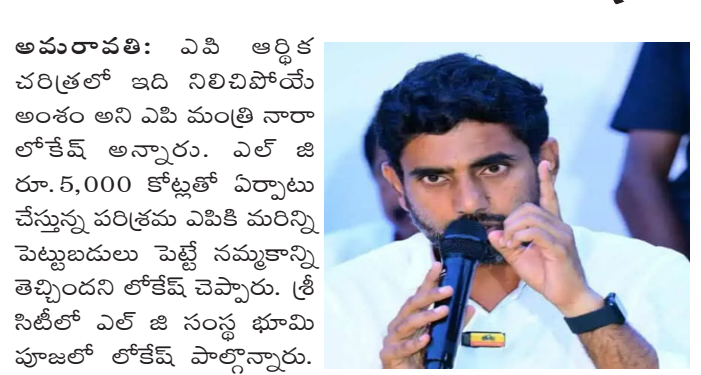 అమరావతి: ఎపి ఆర్థిక
చరిత్రలో ఇది నిలిచిపోయే
అంశం అని ఎపి మంత్రి నారా
లోకేష్ అన్నారు. ఎల్ జి
రూ.5,000 కోట్లతో ఏర్పాటు
చేస్తున్న పరిశ్రమ ఎపికి మరిన్ని
పెట్టుబడులు పెట్టే నమ్మకాన్ని
తెచ్చిందని లోకేష్ చెప్పారు. శ్రీ
సిటీలో ఎల్ జి సంస్థ భూమి
పూజలో లోకేష్ పాల్గొన్నారు.